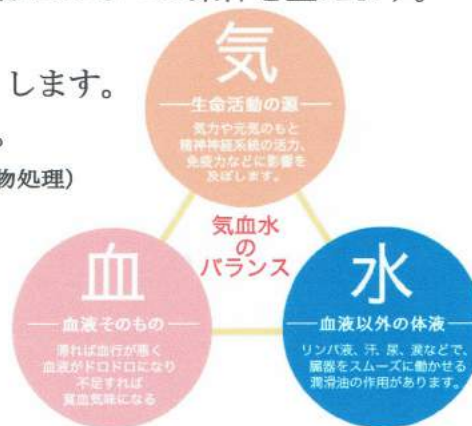 します。
。
物処理)
気
生命活動の源
気力や元気のもと
精神神経系統の活力、
免疫力などに影響を
及ぼします。
気血水
の
バランス
血
血液そのもの
滞れば血行が悪く
血液がドロドロになり
不足すれば
貧血気味になる
水
血液以外の体液
リンパ液、汗、尿、涙などで、
臓器をスムーズに働かせる
潤滑油の作用があります。